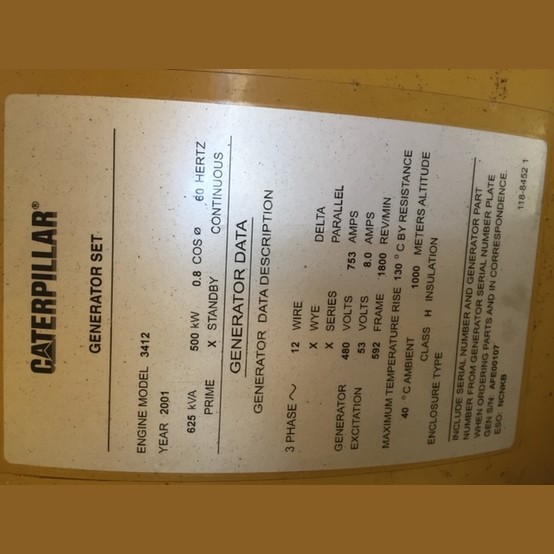 CATERPILLAR®
GENERATOR SET
ENGINE MODEL 3412
YEAR 2001
625 kVA 500 kW 0.8 COS Ø 60 HERTZ
PRIME X STANDBY CONTINUOUS
GENERATOR DATA
GENERATOR DATA DESCRIPTION
3 PHASE ~ 12 WIRE
X WYE DELTA
X SERIES PARALLEL
GENERATOR 480 VOLTS 753 AMPS
EXCITATION 53 VOLTS 8.0 AMPS
592 FRAME 1800 REV/MIN
MAXIMUM TEMPERATURE RISE 130 °C BY RESISTANCE
40 °C AMBIENT 1000 METERS ALTITUDE
CLASS H INSULATION
ENCLOSURE TYPE
INCLUDE SERIAL NUMBER AND GENERATOR PART
NUMBER FROM GENERATOR SERIAL NUMBER PLATE
WHEN ORDERING PARTS AND IN CORRESPONDENCE.
GEN S/N: AFE00107
ESO: NCNKB
118-8452 1